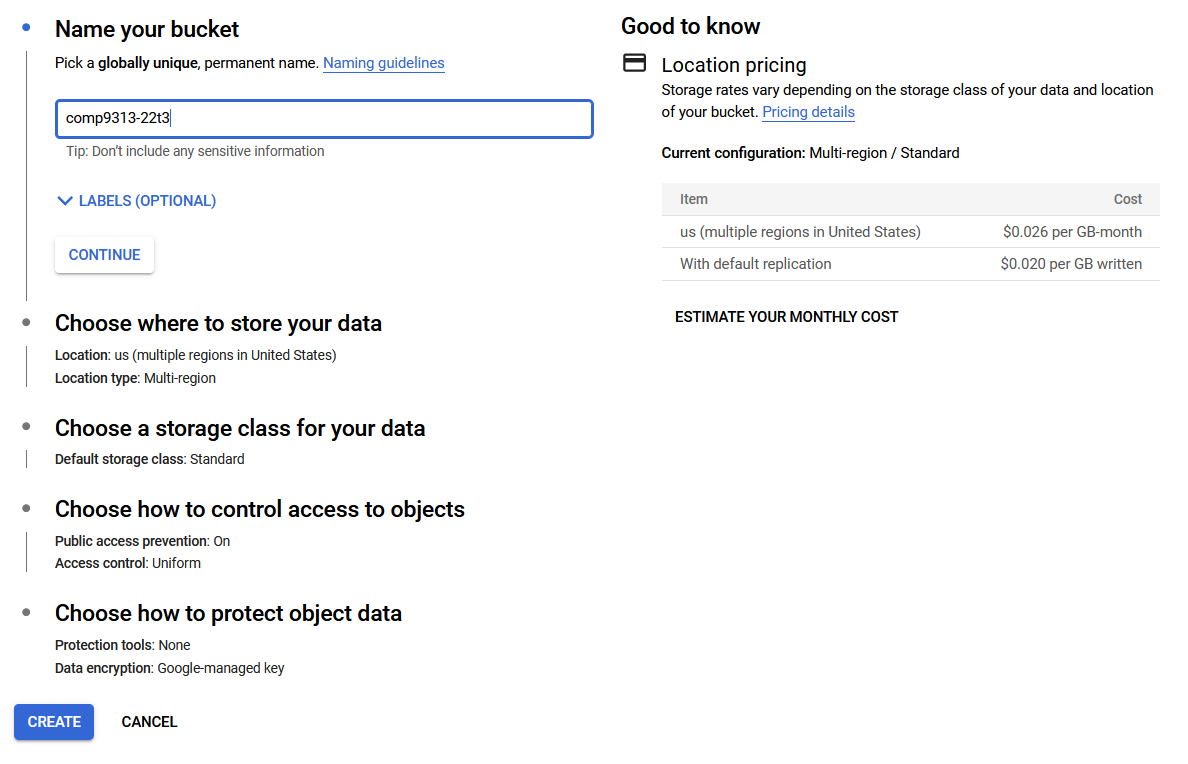 Name your bucket
Pick a globally unique, permanent name. Naming guidelines
comp9313-22t3
Tip: Don't include any sensitive information
LABELS (OPTIONAL)
CONTINUE
Choose where to store your data
Location: us (multiple regions in United States)
Location type: Multi-region
Choose a storage class for your data
Default storage class: Standard
Choose how to control access to objects
Public access prevention: On
Access control: Uniform
Choose how to protect object data
Protection tools: None
Data encryption: Google-managed key
CREATE CANCEL
Good to know
Location pricing
Storage rates vary depending on the storage class of your data and location
of your bucket. Pricing details
Current configuration: Multi-region / Standard
Item Cost
us (multiple regions in United States) $0.026 per GB-month
With default replication $0.020 per GB written
ESTIMATE YOUR MONTHLY COST